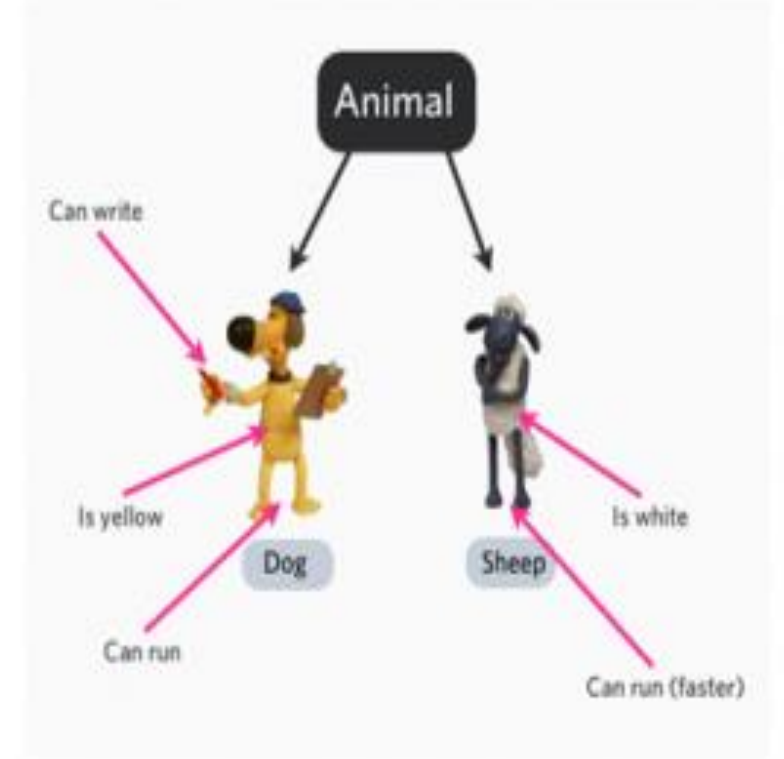 Animal
Can write
Is yellow
Is white
Dog
Sheep
Can run
Can run (faster)